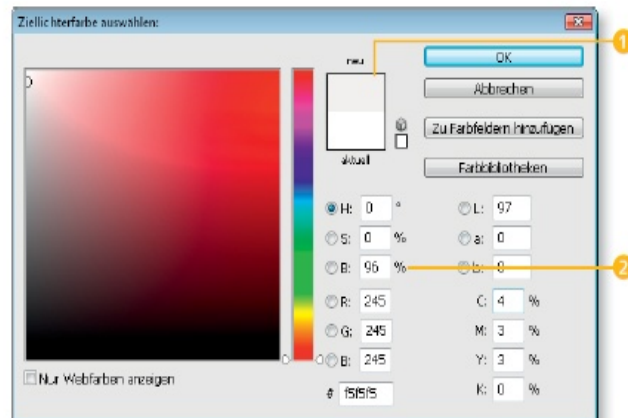 Ziellichterfarbe auswählen:
neu
OK
Abbrechen
Zu Farbfeldern hinzufügen
aktuell
Farbbibliotheken
H: 0 ° L: 97
S: 0 % a: 0
B: 96 % b: 0
R: 245 C: 4 %
G: 245 M: 3 %
B: 245 Y: 3 %
# f5f5f5 K: 0 %
Nur Webfarben anzeigen
1
2